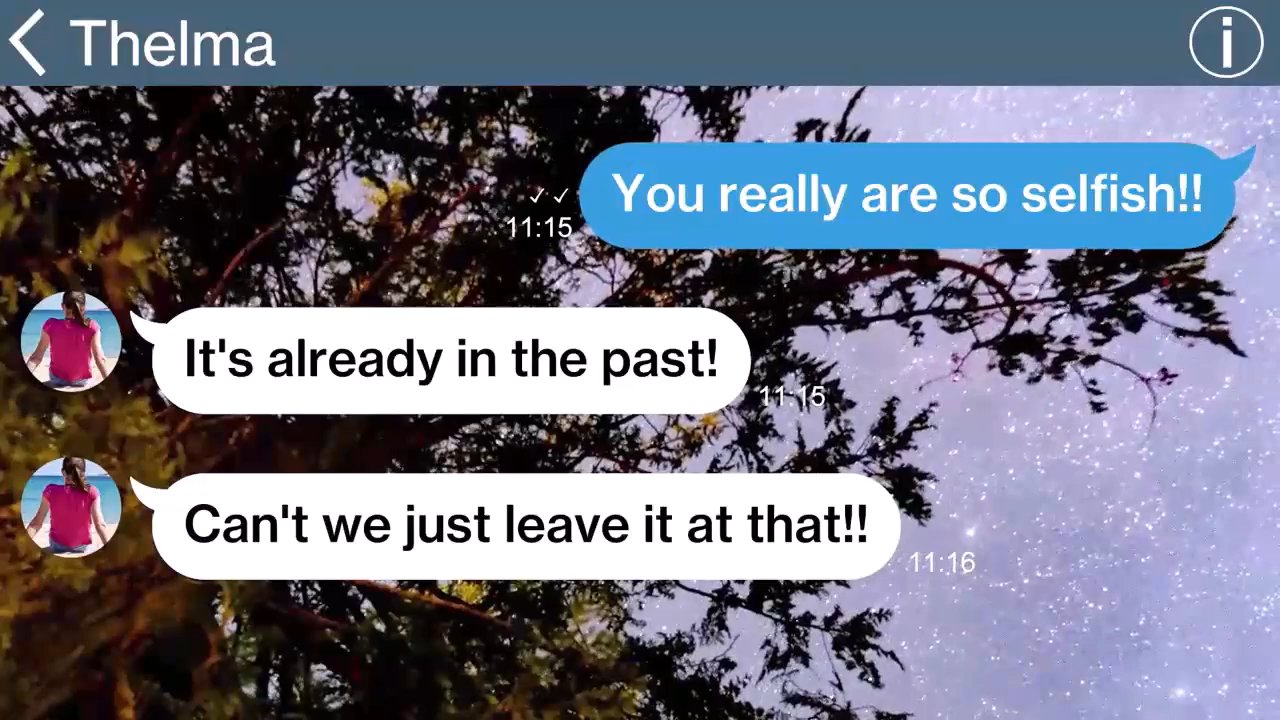 Thelma
You really are so selfish!!
✓✓
11:15
It's already in the past!
11:15
Can't we just leave it at that!!
11:16